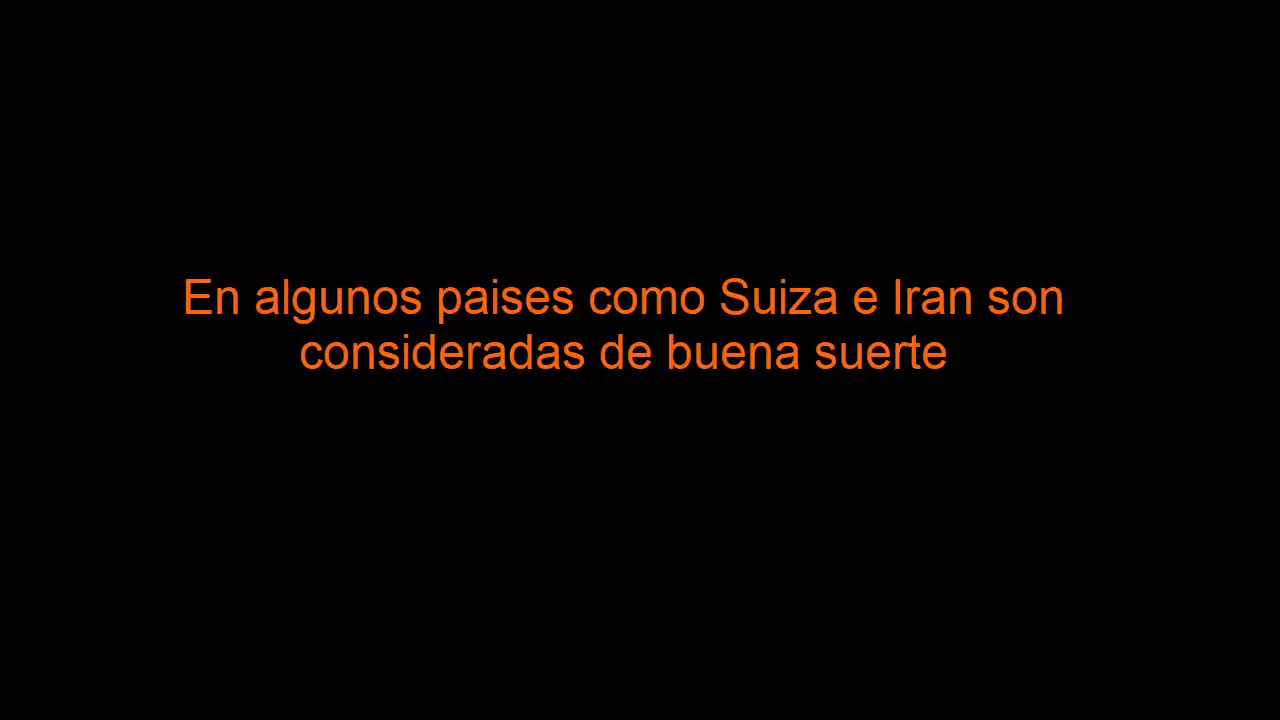 En algunos paises como Suiza e Iran son
consideradas de buena suerte